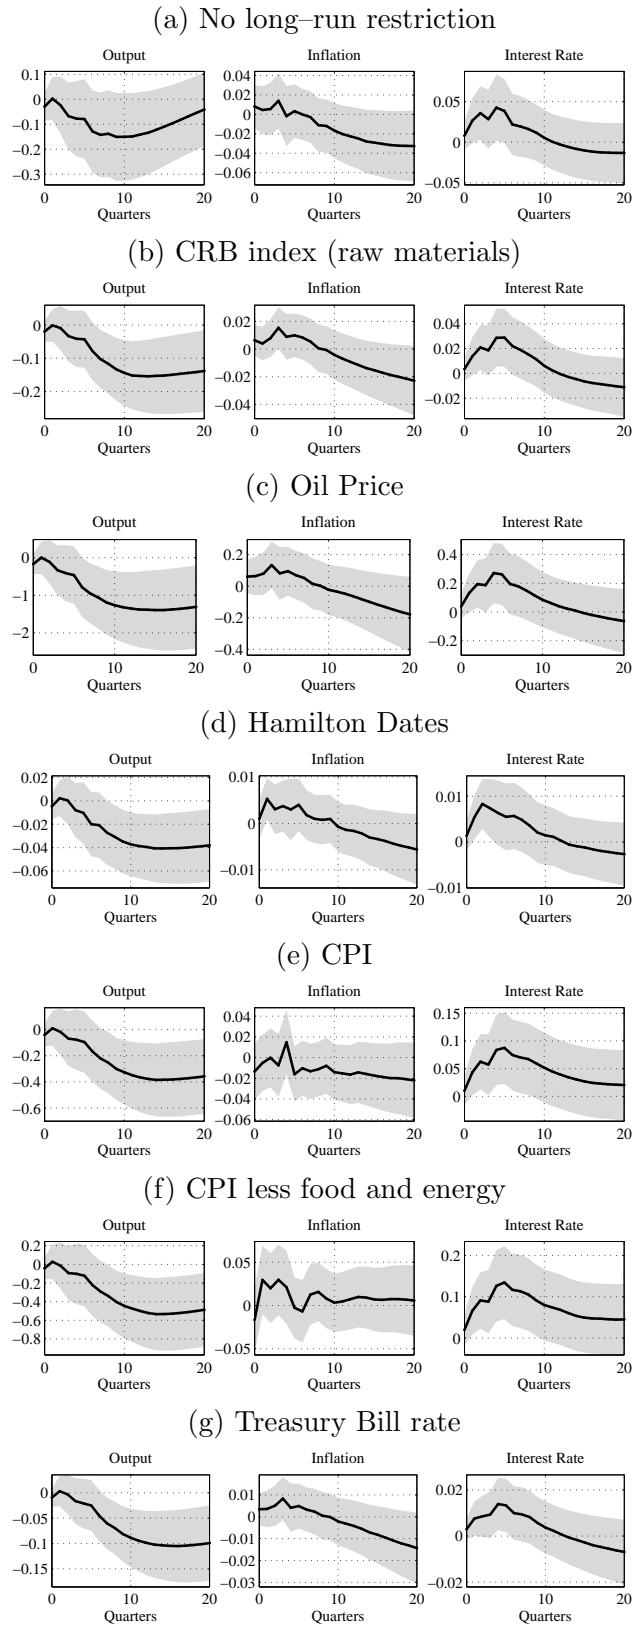 (a) No long–run restriction
Output
0.1
0
−0.1
−0.2
−0.3
0 10 20
Quarters
Inflation
0.04
0.02
0
−0.02
−0.04
−0.06
0 10 20
Quarters
Interest Rate
0.05
0
−0.05
0 10 20
Quarters
(b) CRB index (raw materials)
Output
0
−0.1
−0.2
0 10 20
Quarters
Inflation
0.02
0
−0.02
−0.04
0 10 20
Quarters
Interest Rate
0.04
0.02
0
−0.02
0 10 20
Quarters
(c) Oil Price
Output
0
−1
−2
0 10 20
Quarters
Inflation
0.2
0
−0.2
−0.4
0 10 20
Quarters
Interest Rate
0.4
0.2
0
−0.2
0 10 20
Quarters
(d) Hamilton Dates
Output
0.02
0
−0.02
−0.04
−0.06
0 10 20
Quarters
Inflation
0.01
0
−0.01
0 10 20
Quarters
Interest Rate
0.01
0
−0.01
0 10 20
Quarters
(e) CPI
Output
0
−0.2
−0.4
−0.6
0 10 20
Quarters
Inflation
0.04
0.02
0
−0.02
−0.04
−0.06
0 10 20
Quarters
Interest Rate
0.15
0.1
0.05
0
0 10 20
Quarters
(f) CPI less food and energy
Output
0.2
0
−0.2
−0.4
−0.6
−0.8
0 10 20
Quarters
Inflation
0.05
0
−0.05
0 10 20
Quarters
Interest Rate
0.2
0.1
0
0 10 20
Quarters
(g) Treasury Bill rate
Output
0
−0.05
−0.1
−0.15
0 10 20
Quarters
Inflation
0.01
0
−0.01
−0.02
−0.03
0 10 20
Quarters
Interest Rate
0.02
0
−0.02
0 10 20
Quarters